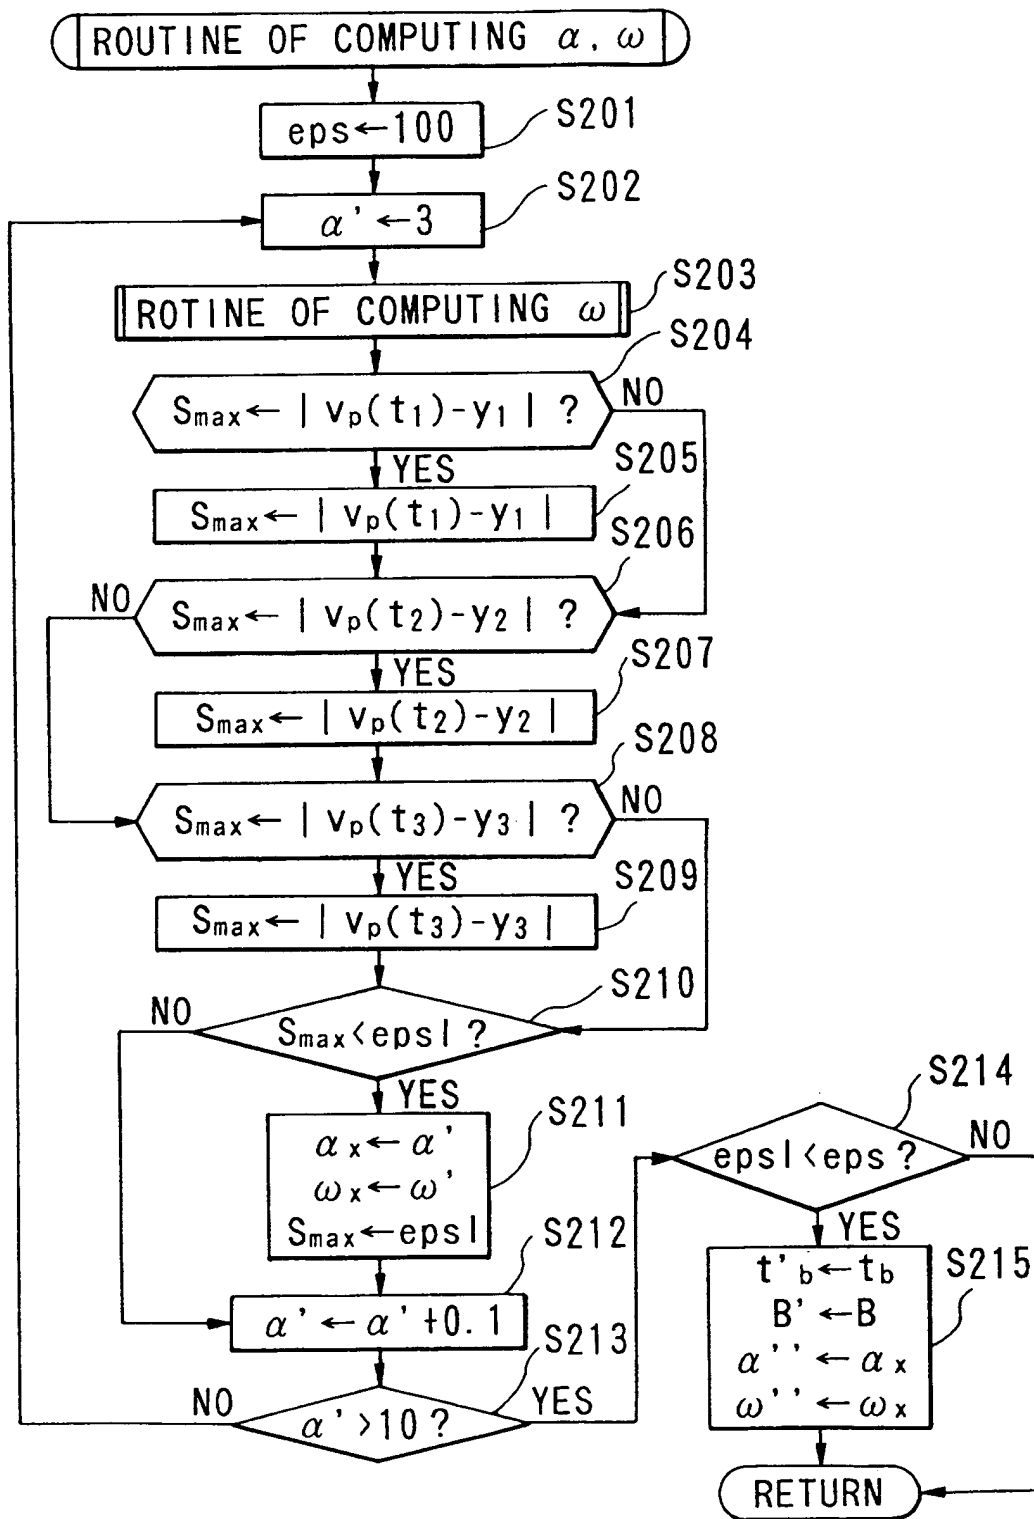 ROUTINE OF COMPUTING α, ω
eps←100
S201
α'←3
S202
ROTINE OF COMPUTING ω
S203
Smax←|vp(t1)-y1| ?
S204
NO
YES
Smax←|vp(t1)-y1|
S205
Smax←|vp(t2)-y2| ?
S206
NO
YES
Smax←|vp(t2)-y2|
S207
Smax←|vp(t3)-y3| ?
S208
NO
YES
Smax←|vp(t3)-y3|
S209
Smax<epsl ?
S210
NO
YES
αx←α'
ωx←ω'
Smax←epsl
S211
α'←α'+0.1
S212
α'>10 ?
S213
NO
YES
epsl<eps ?
S214
NO
YES
t'b←tb
B'←B
α''←αx
ω''←ωx
S215
RETURN